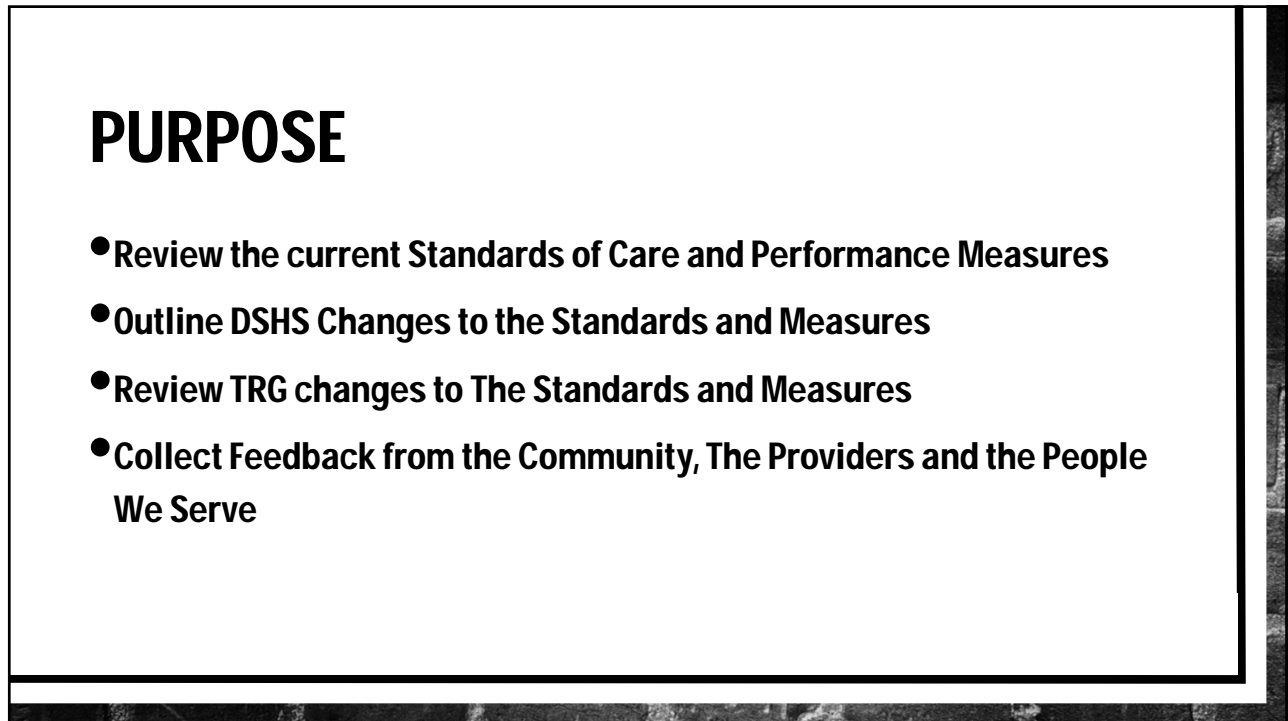 PURPOSE
•Review the current Standards of Care and Performance Measures
•Outline DSHS Changes to the Standards and Measures
•Review TRG changes to The Standards and Measures
•Collect Feedback from the Community, The Providers and the People
We Serve